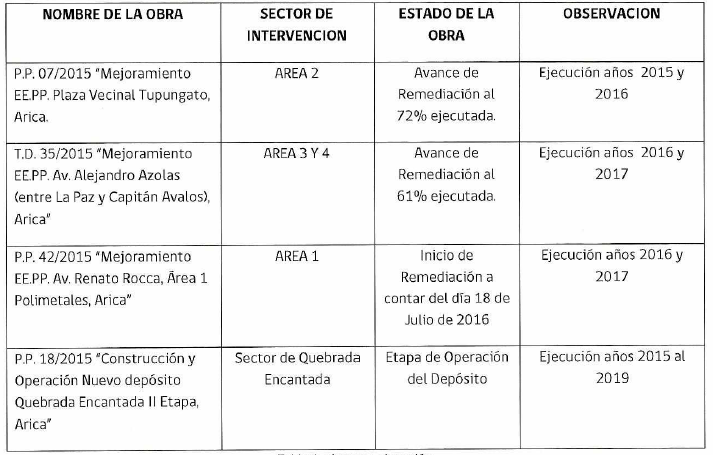 NOMBRE DE LA OBRA
SECTOR DE
INTERVENCION
ESTADO DE LA
OBRA
OBSERVACION
P.P. 07/2015 "Mejoramiento
EE.PP. Plaza Vecinal Tupungato,
Arica.
AREA 2
Avance de
Remediación al
72% ejecutada.
Ejecución años 2015 y
2016
T.D. 35/2015 "Mejoramiento
EE.PP. Av. Alejandro Azolas
(entre La Paz y Capitán Avalos),
Arica"
AREA 3 Y 4
Avance de
Remediación al
61% ejecutada.
Ejecución años 2016 y
2017
P.P. 42/2015 "Mejoramiento
EE.PP. Av. Renato Rocca, Área 1
Polimetales, Arica"
AREA 1
Inicio de
Remediación a
contar del día 18 de
Julio de 2016
Ejecución años 2016 y
2017
P.P. 18/2015 "Construcción y
Operación Nuevo depósito
Quebrada Encantada II Etapa,
Arica"
Sector de Quebrada
Encantada
Etapa de Operación
del Depósito
Ejecución años 2015 al
2019